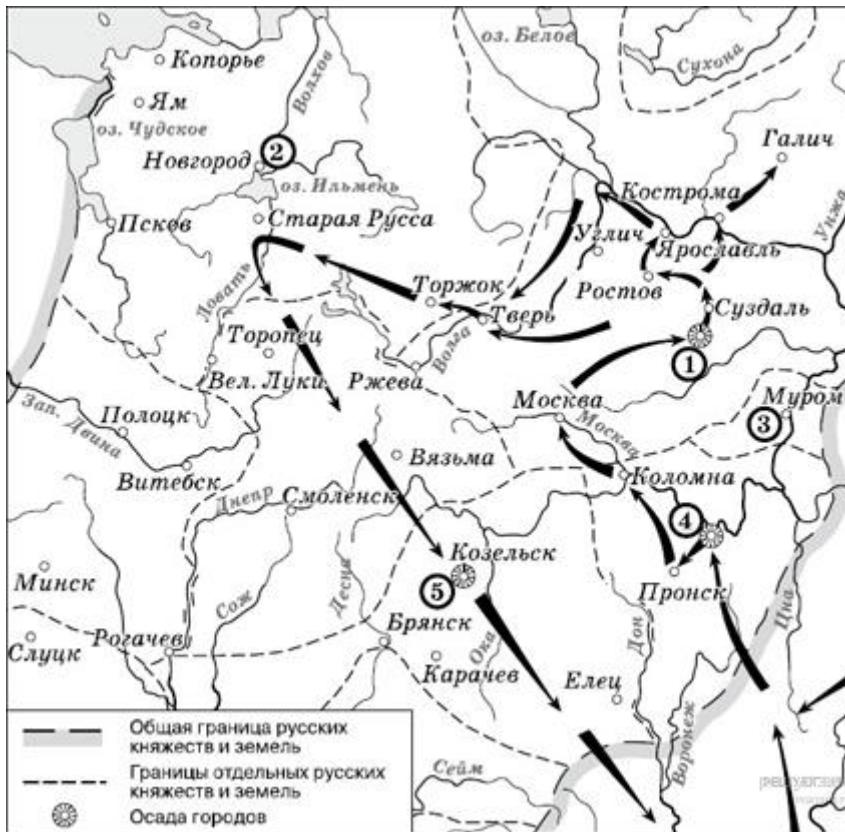 оз. Белое
Сухона
Копорье
Волхов
Ям
оз. Чудское
Галич
Новгород
2
оз. Ильмень
Кострома
Унжа
Псков
Старая Русса
Углич
Ярославль
Торжок
Ростов
Ловать
Тверь
Суздаль
Торопец
Волга
1
Вел. Луки
Ржева
Москва
Муром
Зап. Двина
Полоцк
Москва
3
Витебск
Вязьма
Коломна
Днепр
Смоленск
4
Козельск
Минск
5
Пронск
Цна
Сож
Десна
Брянск
Дон
Слуцк
Рогачев
Ока
Карачев
Елец
Воронеж
Общая граница русских
княжеств и земель
Границы отдельных русских
княжеств и земель
Сейм
Осада городов